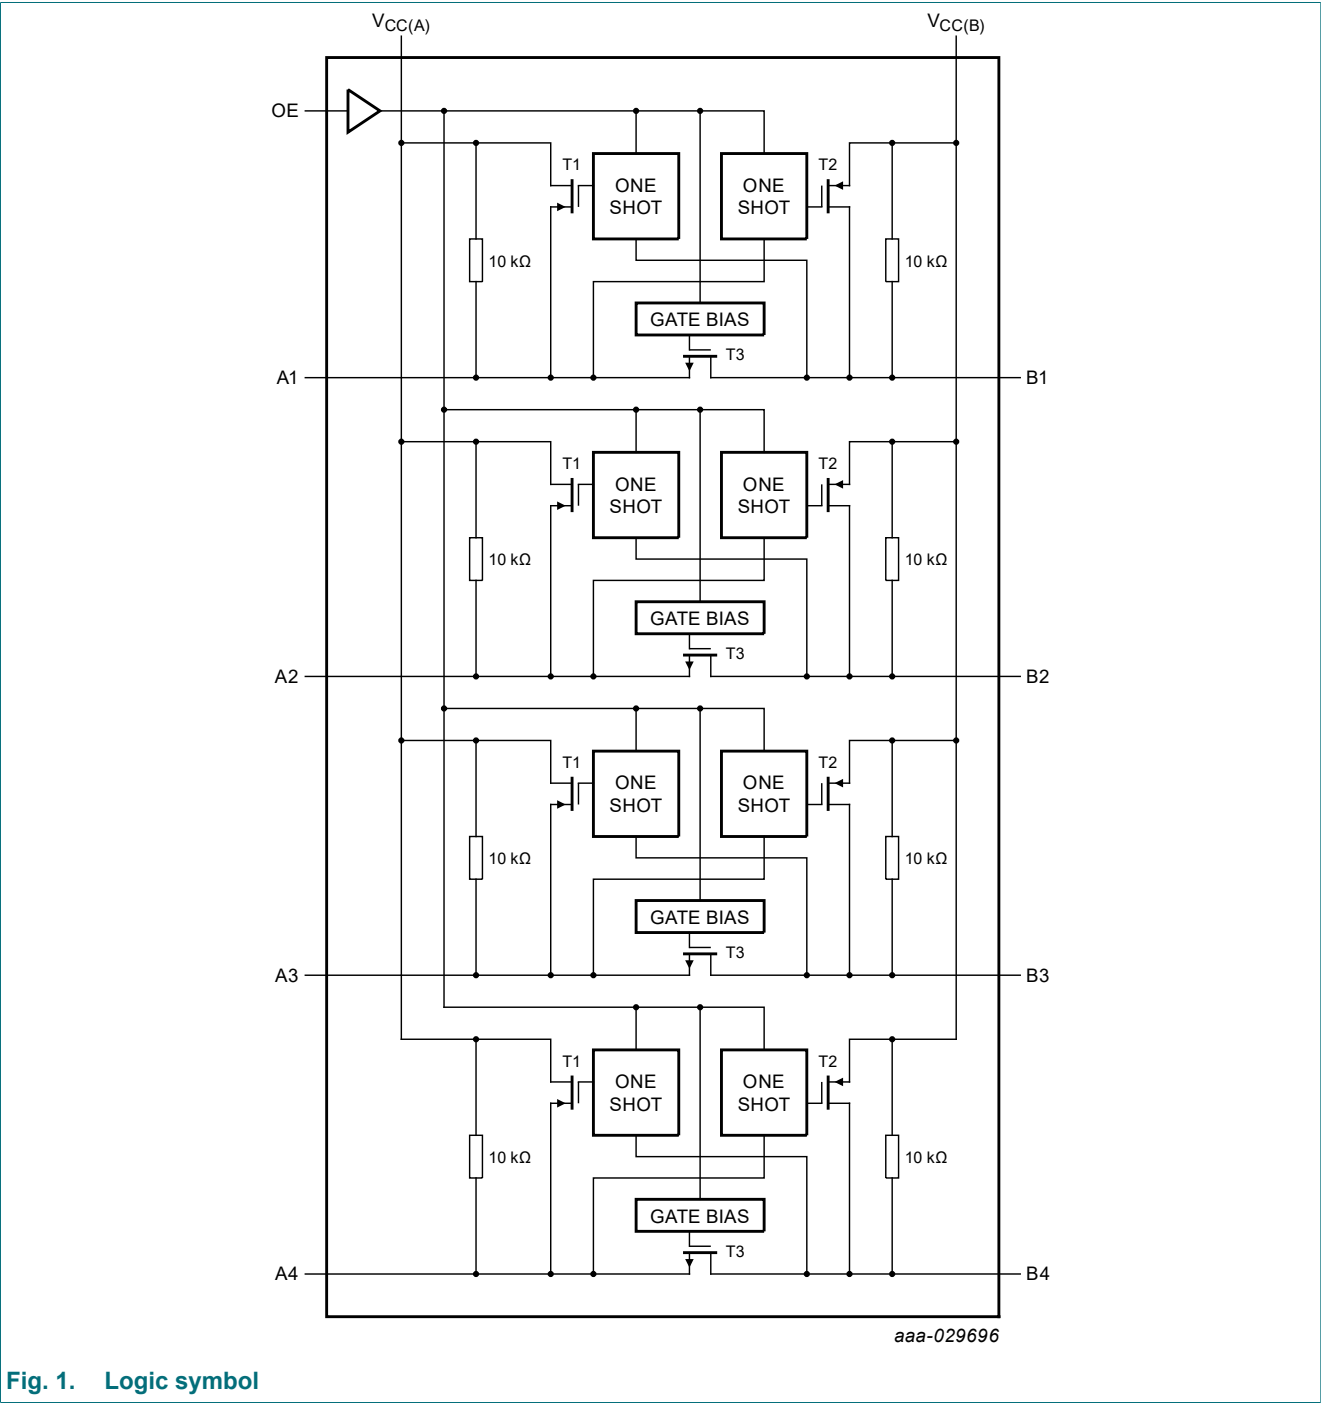 VCC(A) VCC(B)
OE
T1 ONE SHOT ONE SHOT T2
10 kΩ 10 kΩ
GATE BIAS
T3
A1 B1
T1 ONE SHOT ONE SHOT T2
10 kΩ 10 kΩ
GATE BIAS
T3
A2 B2
T1 ONE SHOT ONE SHOT T2
10 kΩ 10 kΩ
GATE BIAS
T3
A3 B3
T1 ONE SHOT ONE SHOT T2
10 kΩ 10 kΩ
GATE BIAS
T3
A4 B4
aaa-029696
Fig. 1. Logic symbol